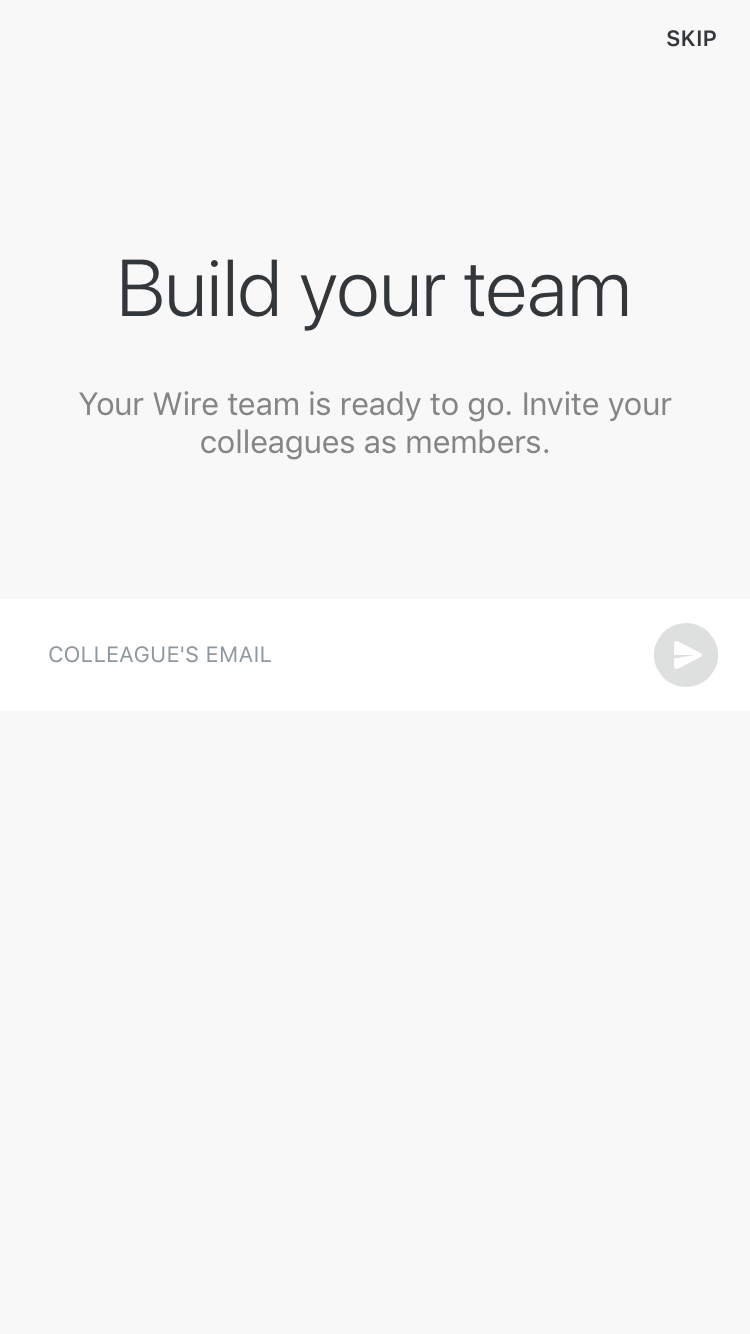 SKIP
Build your team
Your Wire team is ready to go. Invite your
colleagues as members.
COLLEAGUE'S EMAIL